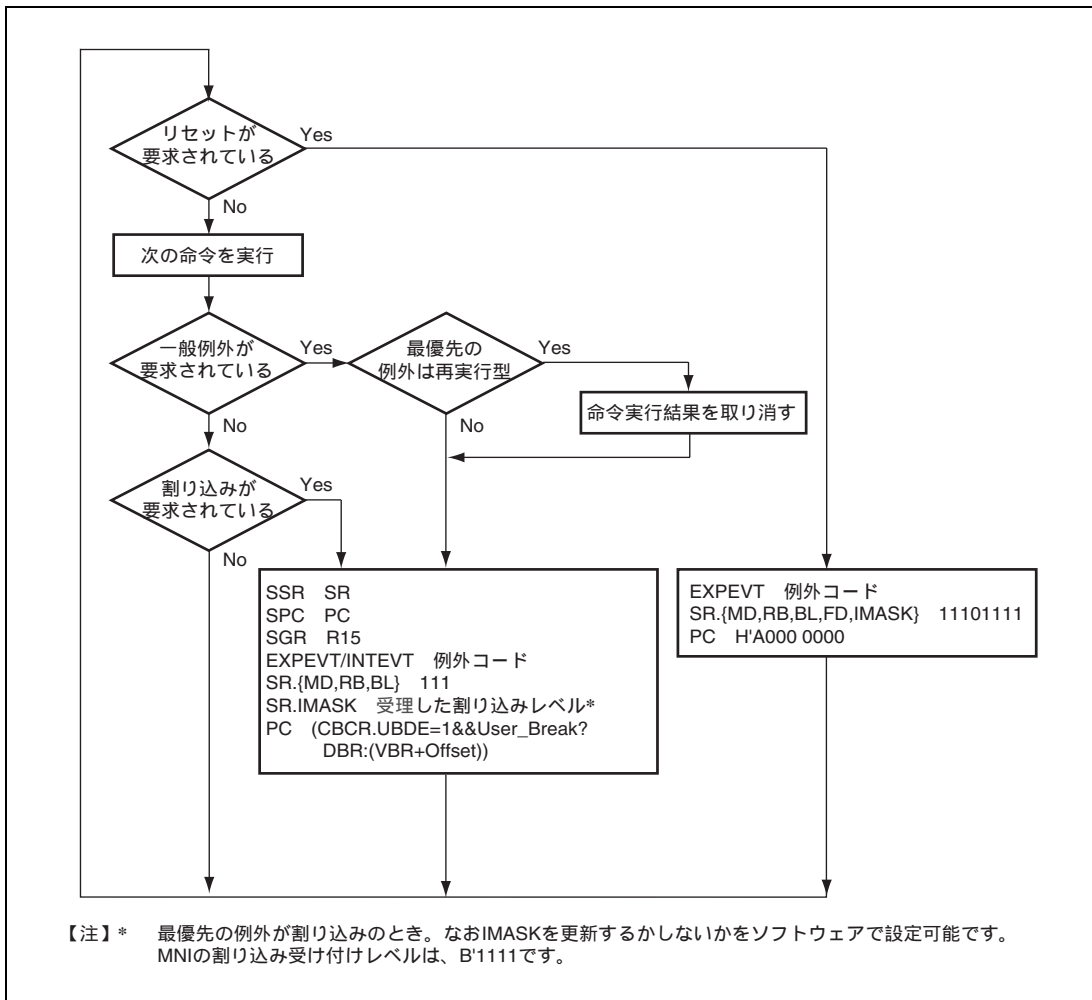 リセットが
要求されている
Yes
No
次の命令を実行
一般例外が
要求されている
Yes
最優先の
例外は再実行型
Yes
命令実行結果を取り消す
No
No
割り込みが
要求されている
Yes
No
SSR SR
SPC PC
SGR R15
EXPEVT/INTEVT 例外コード
SR.{MD,RB,BL} 111
SR.IMASK 受理した割り込みレベル*
PC (CBCR.UBDE=1&&User_Break?
DBR:(VBR+Offset))
EXPEVT 例外コード
SR.{MD,RB,BL,FD,IMASK} 11101111
PC H'A000 0000
【注】* 最優先の例外が割り込みのとき。なおIMASKを更新するかしないかをソフトウェアで設定可能です。
MNIの割り込み受け付けレベルは、B'1111です。